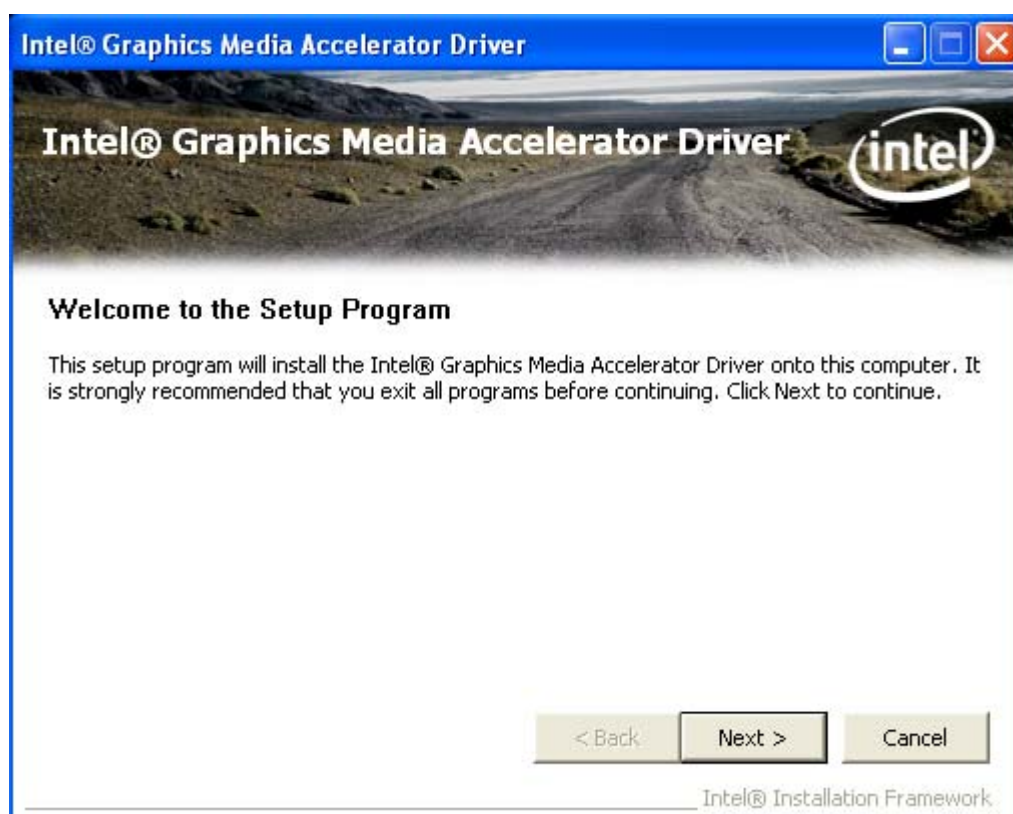 Intel® Graphics Media Accelerator Driver
Intel® Graphics Media Accelerator Driver
intel
Welcome to the Setup Program
This setup program will install the Intel® Graphics Media Accelerator Driver onto this computer. It
is strongly recommended that you exit all programs before continuing. Click Next to continue.
< Back
Next >
Cancel
Intel® Installation Framework